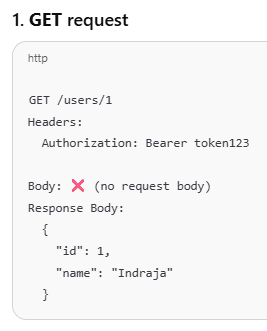 1. GET request
http
GET /users/1
Headers:
  Authorization: Bearer token123
Body: ❌ (no request body)
Response Body:
  {
    "id": 1,
    "name": "Indraja"
  }